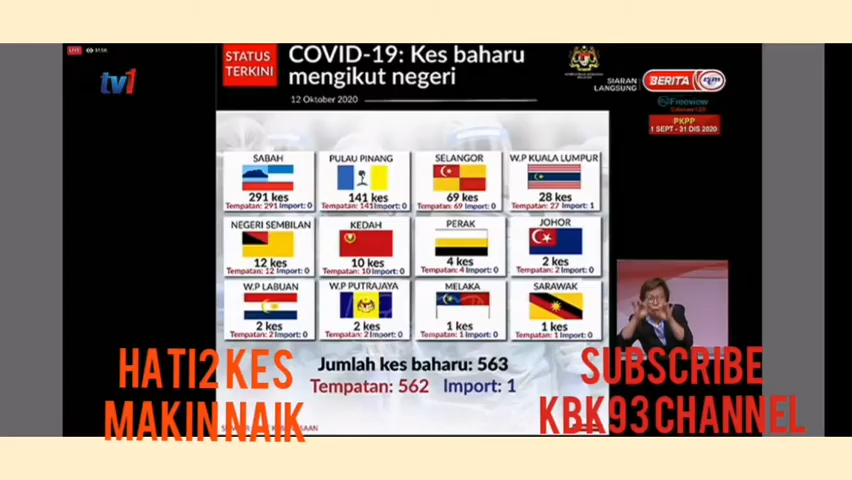 LIVE
tv1
STATUS
TERKINI
COVID-19: Kes baharu
mengikut negeri
12 Oktober 2020
SIARAN
LANGSUNG
BERITA
Freeview
PKPP
1 SEPT - 31 DIS 2020
SABAH
291 kes
Tempatan: 291 Import: 0
PULAU PINANG
141 kes
Tempatan: 141 Import: 0
SELANGOR
69 kes
Tempatan: 69 Import: 0
W.P KUALA LUMPUR
28 kes
Tempatan: 27 Import: 1
NEGERI SEMBILAN
12 kes
Tempatan: 12 Import: 0
KEDAH
10 kes
Tempatan: 10 Import: 0
PERAK
4 kes
Tempatan: 4 Import: 0
JOHOR
2 kes
Tempatan: 2 Import: 0
W.P LABUAN
2 kes
Tempatan: 2 Import: 0
W.P PUTRAJAYA
2 kes
Tempatan: 2 Import: 0
MELAKA
1 kes
Tempatan: 1 Import: 0
SARAWAK
1 kes
Tempatan: 1 Import: 0
Jumlah kes baharu: 563
Tempatan: 562 Import: 1
HATI2 KES
MAKIN NAIK
SUBSCRIBE
KBK93 CHANNEL